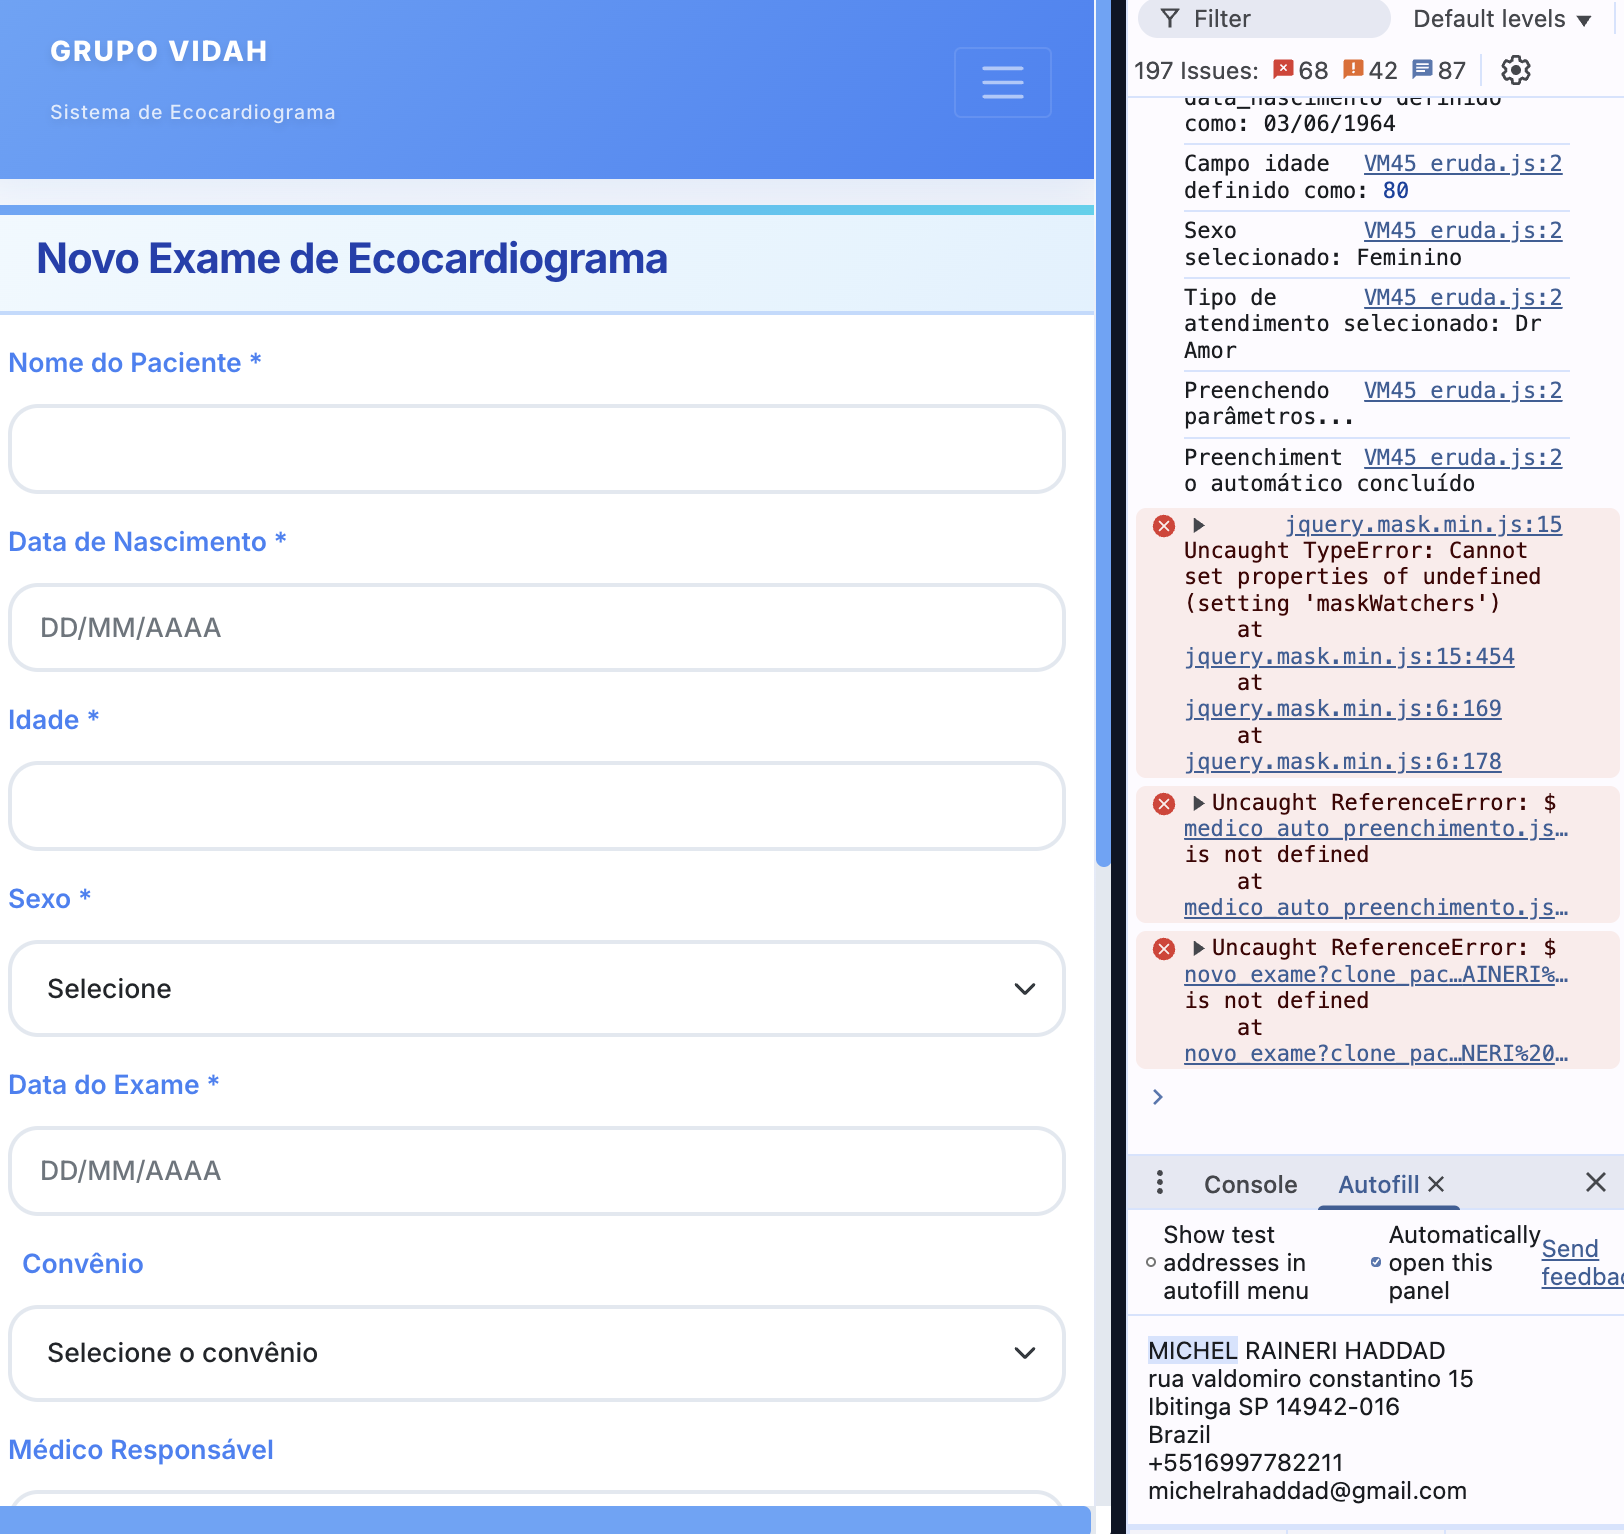 GRUPO VIDAH
Sistema de Ecocardiograma
Novo Exame de Ecocardiograma
Nome do Paciente *
Data de Nascimento *
DD/MM/AAAA
Idade *
Sexo *
Selecione
Data do Exame *
DD/MM/AAAA
Convênio
Selecione o convênio
Médico Responsável
Filter
Default levels
197 Issues: 68 42 87
data_nascimento definido
como: 03/06/1964
Campo idade VM45 eruda.js:2
definido como: 80
Sexo VM45 eruda.js:2
selecionado: Feminino
Tipo de VM45 eruda.js:2
atendimento selecionado: Dr
Amor
Preenchendo VM45 eruda.js:2
parâmetros...
Preenchiment VM45 eruda.js:2
o automático concluído
jquery.mask.min.js:15
Uncaught TypeError: Cannot
set properties of undefined
(setting 'maskWatchers')
at
jquery.mask.min.js:15:454
at
jquery.mask.min.js:6:169
at
jquery.mask.min.js:6:178
Uncaught ReferenceError: $
medico_auto_preenchimento.js…
is not defined
at
medico_auto_preenchimento.js…
Uncaught ReferenceError: $
novo_exame?clone_pac…AINERI%…
is not defined
at
novo_exame?clone_pac…NERI%20…
Console
Autofill
Show test
addresses in
autofill menu
Automatically
open this
panel
Send
feedbac
MICHEL RAINERI HADDAD
rua valdomiro constantino 15
Ibitinga SP 14942-016
Brazil
+5516997782211
michelrahaddad@gmail.com